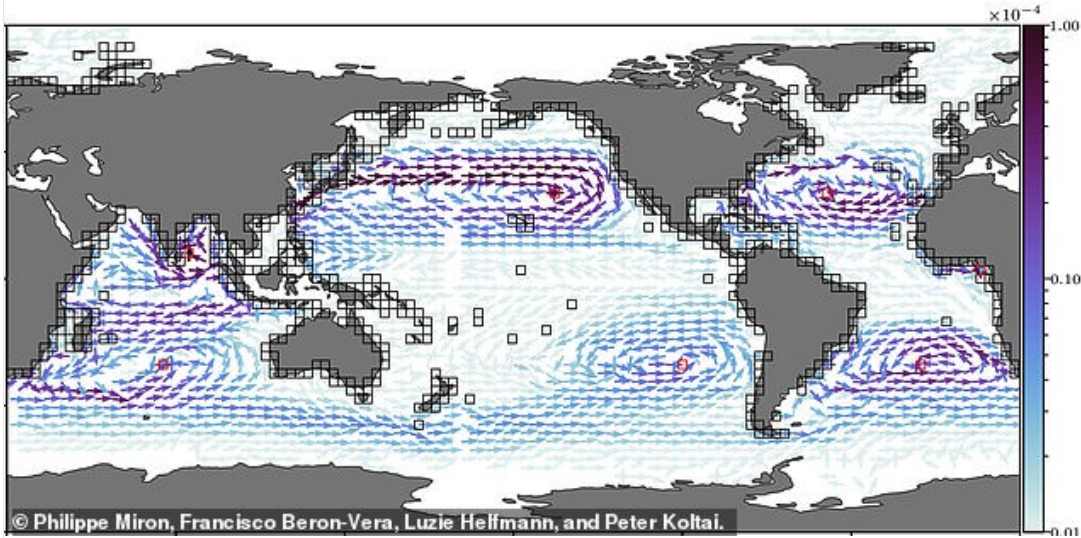 ×10⁻⁴
1.00
0.10
0.01
© Philippe Miron, Francisco Beron-Vera, Luzie Helfmann, and Peter Koltai.